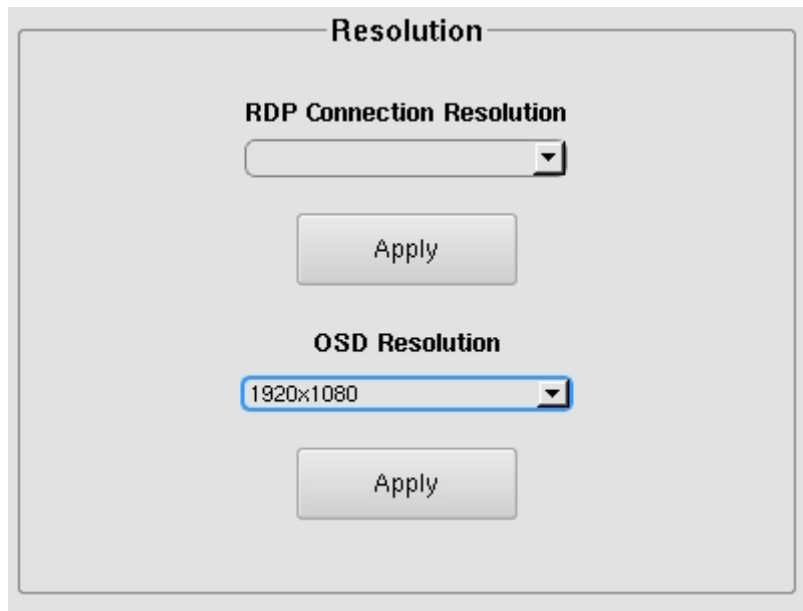 Resolution
RDP Connection Resolution
Apply
OSD Resolution
1920x1080
Apply